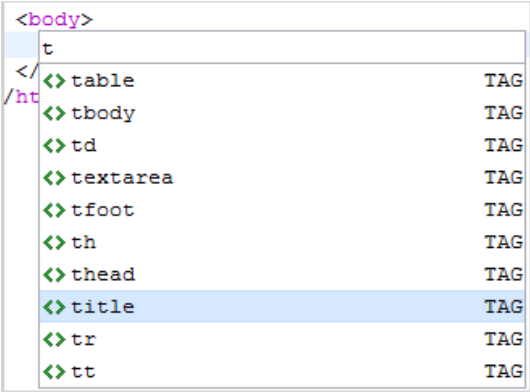 <body>
t
</
/ht
<> table TAG
<> tbody TAG
<> td TAG
<> textarea TAG
<> tfoot TAG
<> th TAG
<> thead TAG
<> title TAG
<> tr TAG
<> tt TAG